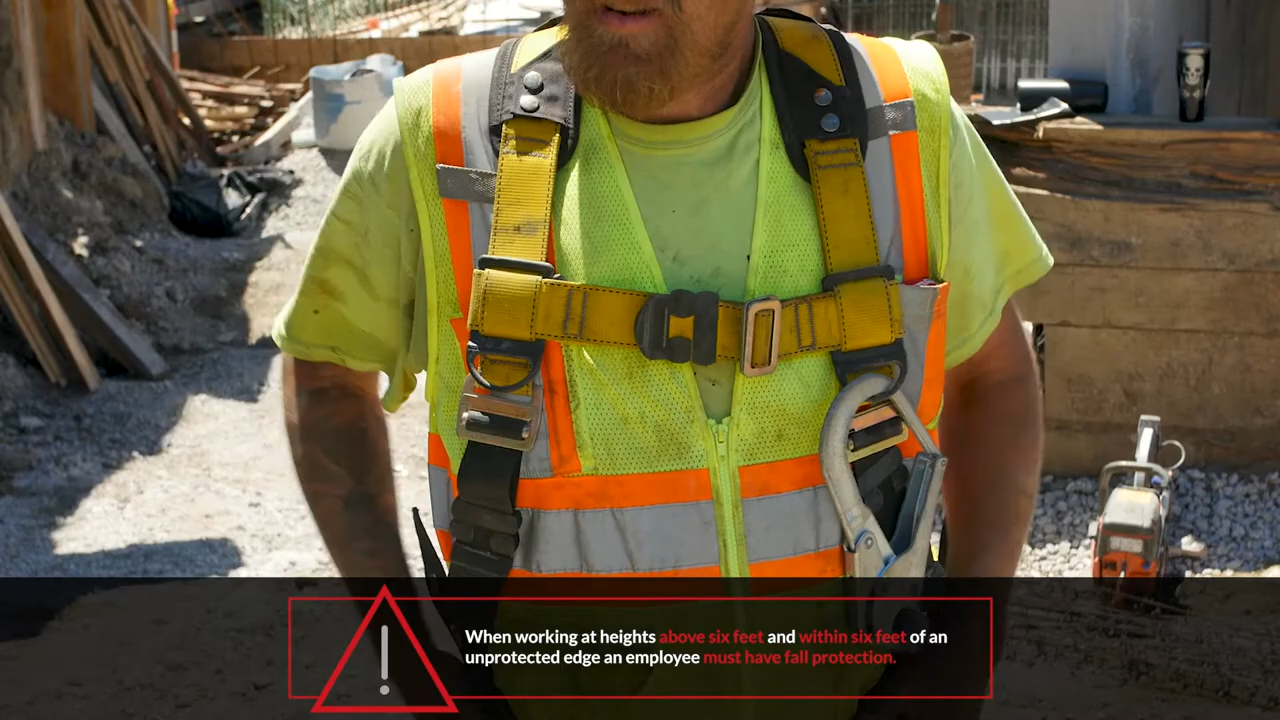 When working at heights above six feet and within six feet of an
unprotected edge an employee must have fall protection.